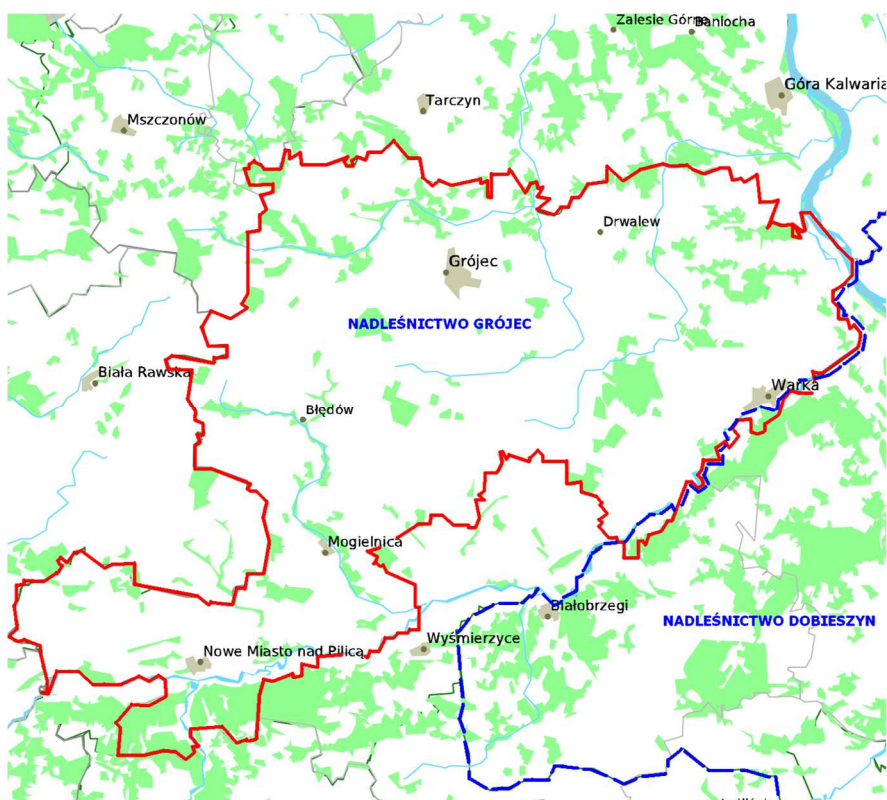 Zalesie Górne
Baniocha
Góra Kalwaria
Tarczyn
Mszczonów
Drwalew
Grójec
NADLEŚNICTWO GRÓJEC
Biała Rawska
Warka
Błędów
Mogielnica
Białobrzegi
NADLEŚNICTWO DOBIESZYN
Wyśmierzyce
Nowe Miasto nad Pilicą